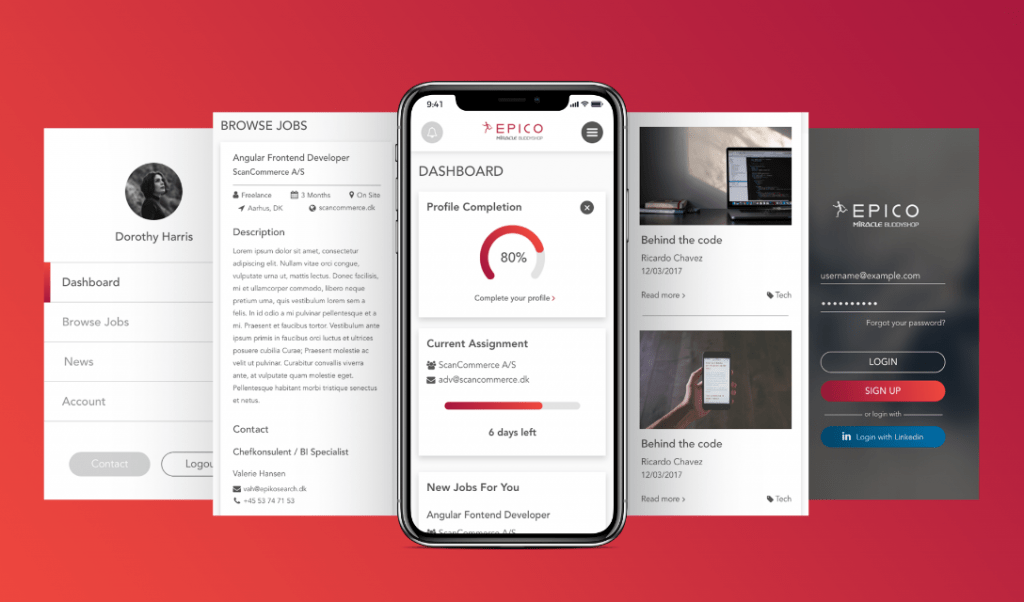 Dorothy Harris
Dashboard
Browse Jobs
News
Account
Contact
Logou
BROWSE JOBS
Angular Frontend Developer
ScanCommerce A/S
Freelance
3 Months
On Site
Aarhus, DK
scancommerce.dk
Description
Lorem ipsum dolor sit amet, consectetur
adipiscing elit. Nullam vitae orci congue,
vulputate urna ut, mattis lectus. Donec facilisis,
mi et ullamcorper commodo, libero neque
pretium urna, quis vestibulum lorem sem a
felis. In id odio a mi pulvinar pellentesque et a
mi. Praesent et faucibus tortor. Vestibulum ante
ipsum primis in faucibus orci luctus et ultrices
posuere cubilia Curae; Praesent molestie ac
velit ut pulvinar. Curabitur convallis viverra
ante, at vulputate quam molestie eget.
Pellentesque habitant morbi tristique senectus
et netus.
Contact
Chefkonsulent / BI Specialist
Valerie Hansen
vah@epikosearch.dk
+45 53 74 71 53
9:41
EPICO
MIRACLE BUDDYSHOP
DASHBOARD
Profile Completion
80%
Complete your profile >
Current Assignment
ScanCommerce A/S
adv@scancommerce.dk
6 days left
New Jobs For You
Angular Fontend Developer
ScanCommerce A/S
Behind the code
Ricardo Chavez
12/03/2017
Read more >
Tech
Behind the code
Ricardo Chavez
12/03/2017
Read more >
Tech
EPICO
MIRACLE BUDDYSHOP
username@example.com
••••••••••
Forgot your password?
LOGIN
SIGN UP
or login with
in Login with Linkedin